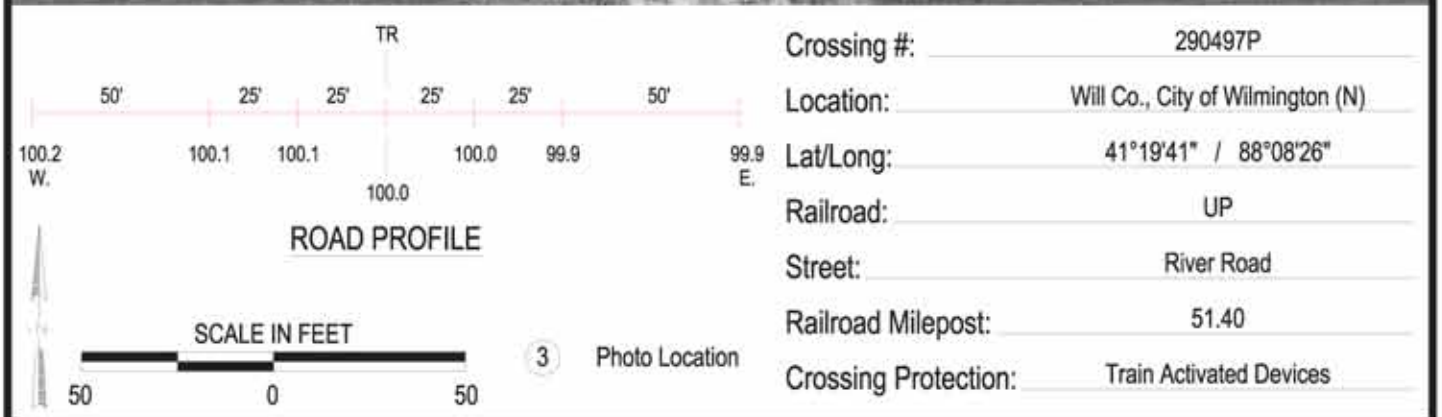 TR
50' 25' 25' 25' 25' 50'
100.2 100.1 100.1 100.0 99.9 99.9
W. E.
100.0
ROAD PROFILE
SCALE IN FEET
50 0 50
3 Photo Location
Crossing #: 290497P
Location: Will Co., City of Wilmington (N)
Lat/Long: 41°19'41" / 88°08'26"
Railroad: UP
Street: River Road
Railroad Milepost: 51.40
Crossing Protection: Train Activated Devices